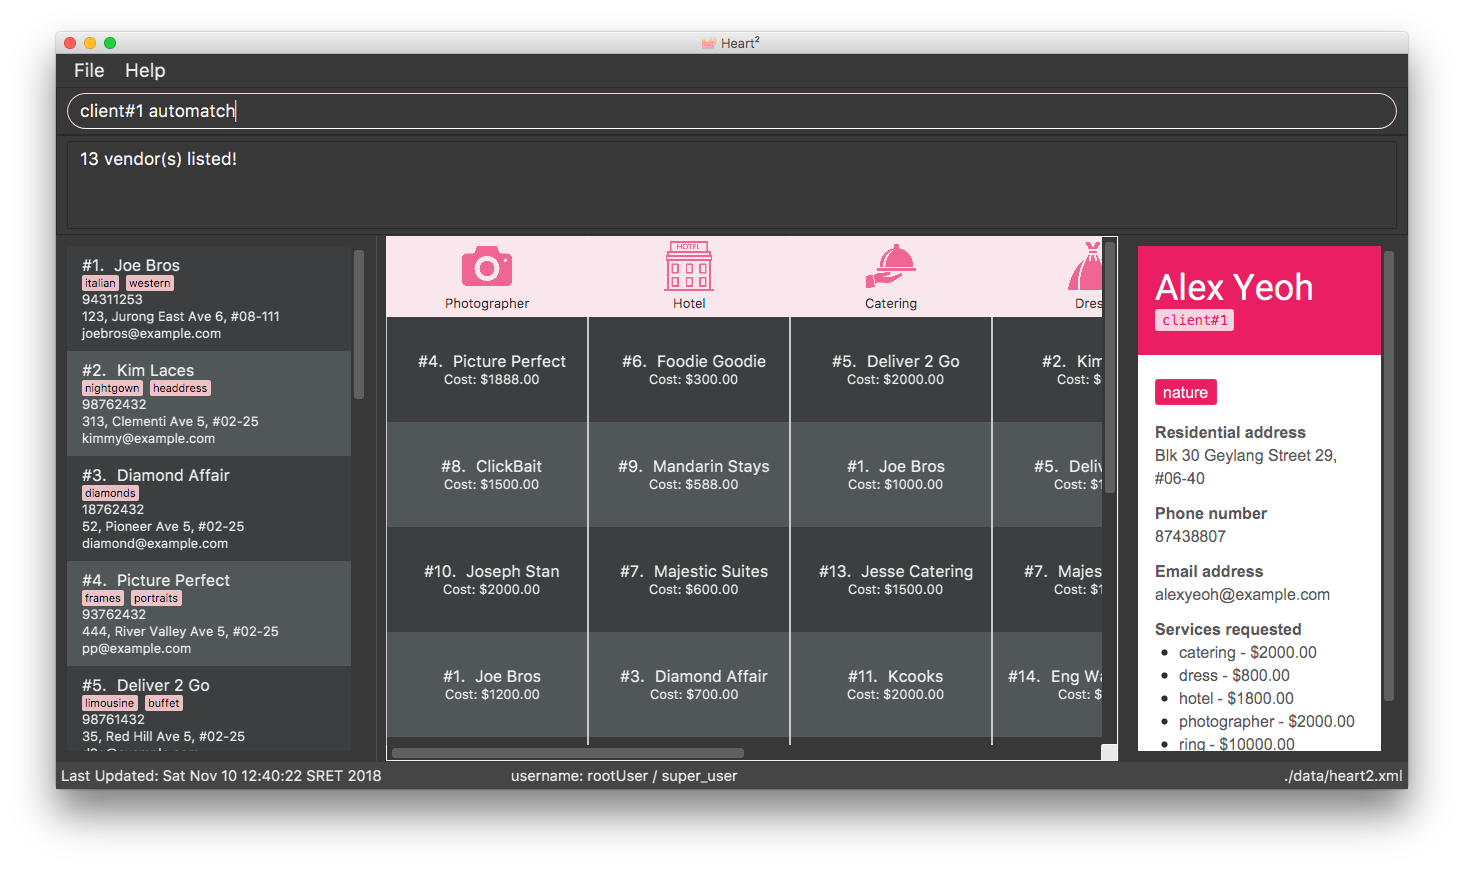 Heart²
File Help
client#1 automatch
13 vendor(s) listed!
#1. Joe Bros
italian western
94311253
123, Jurong East Ave 6, #08-111
joebros@example.com
#2. Kim Laces
nightgown headdress
98762432
313, Clementi Ave 5, #02-25
kimmy@example.com
#3. Diamond Affair
diamonds
18762432
52, Pioneer Ave 5, #02-25
diamond@example.com
#4. Picture Perfect
frames portraits
93762432
444, River Valley Ave 5, #02-25
pp@example.com
#5. Deliver 2 Go
limousine buffet
98761432
35, Red Hill Ave 5, #02-25
HOTEL
Photographer Hotel Catering Dres
#4. Picture Perfect #6. Foodie Goodie #5. Deliver 2 Go #2. Kim
Cost: $1888.00 Cost: $300.00 Cost: $2000.00 Cost: $
#8. ClickBait #9. Mandarin Stays #1. Joe Bros #5. Deliv
Cost: $1500.00 Cost: $588.00 Cost: $1000.00 Cost: $1
#10. Joseph Stan #7. Majestic Suites #13. Jesse Catering #7. Majes
Cost: $2000.00 Cost: $600.00 Cost: $1500.00 Cost: $1
#1. Joe Bros #3. Diamond Affair #11. Kcooks #14. Eng Wa
Cost: $1200.00 Cost: $700.00 Cost: $2000.00 Cost: $
Alex Yeoh
client#1
nature
Residential address
Blk 30 Geylang Street 29,
#06-40
Phone number
87438807
Email address
alexyeoh@example.com
Services requested
• catering - $2000.00
• dress - $800.00
• hotel - $1800.00
• photographer - $2000.00
• ring - $10000.00
Last Updated: Sat Nov 10 12:40:22 SRET 2018 username: rootUser / super_user ./data/heart2.xml